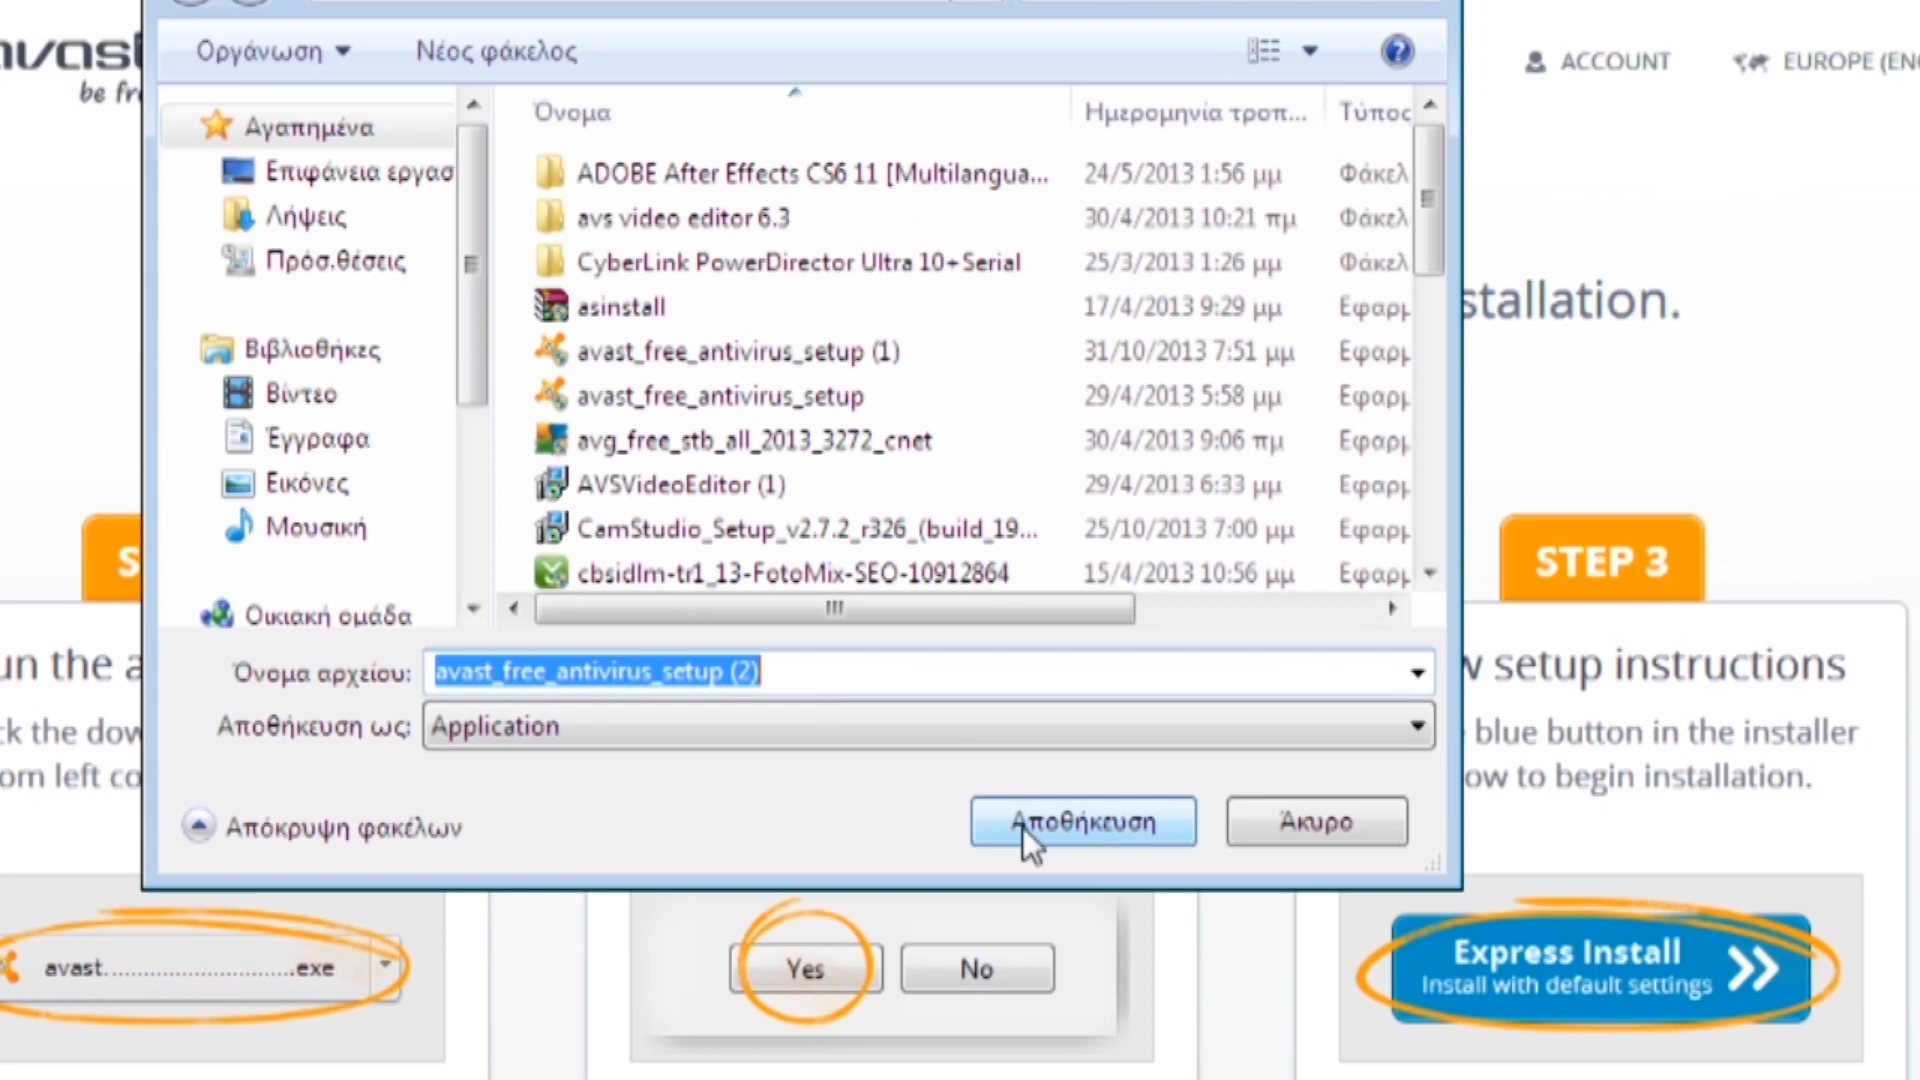 avast
be fr
ACCOUNT
EUROPE (EN
Οργάνωση
Νέος φάκελος
Όνομα
Ημερομηνία τροπ...
Τύπος
Αγαπημένα
Επιφάνεια εργασ
Λήψεις
Πρόσ.θέσεις
Βιβλιοθήκες
Βίντεο
Έγγραφα
Εικόνες
Μουσική
Οικιακή ομάδα
ADOBE After Effects CS6 11 [Multilangua... 24/5/2013 1:56 μμ Φάκελ
avs video editor 6.3 30/4/2013 10:21 πμ Φάκελ
CyberLink PowerDirector Ultra 10+Serial 25/3/2013 1:26 μμ Φάκελ
asinstall 17/4/2013 9:29 μμ Εφαρμ
avast_free_antivirus_setup (1) 31/10/2013 7:51 μμ Εφαρμ
avast_free_antivirus_setup 29/4/2013 5:58 μμ Εφαρμ
avg_free_stb_all_2013_3272_cnet 30/4/2013 9:06 πμ Εφαρμ
AVSVideoEditor (1) 29/4/2013 6:33 μμ Εφαρμ
CamStudio_Setup_v2.7.2_r326_(build_19... 25/10/2013 7:00 μμ Εφαρμ
cbsidlm-tr1_13-FotoMix-SEO-10912864 15/4/2013 10:56 μμ Εφαρμ
Όνομα αρχείου: avast_free_antivirus_setup (2)
Αποθήκευση ως: Application
Απόκρυψη φακέλων
Αποθήκευση
Άκυρο
stallation.
S
un the a
ck the dow
om left co
avast............................exe
Yes
No
STEP 3
w setup instructions
blue button in the installer
ow to begin installation.
Express Install
Install with default settings